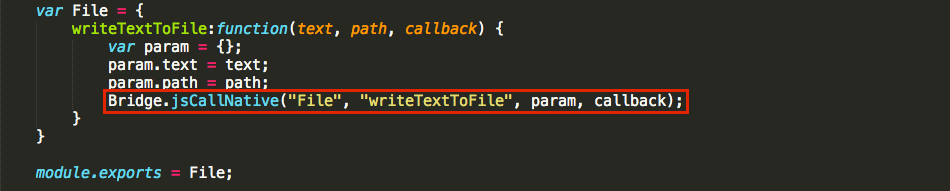 var File = {
writeTextToFile:function(text, path, callback) {
var param = {};
param.text = text;
param.path = path;
Bridge.jsCallNative("File", "writeTextToFile", param, callback);
}
}
module.exports = File;